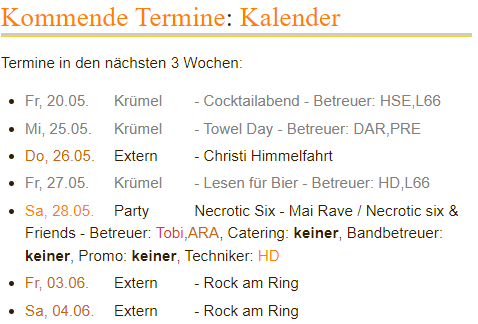 Kommende Termine: Kalender
Termine in den nächsten 3 Wochen:
Fr, 20.05. Krümel - Cocktailabend - Betreuer: HSE,L66
Mi, 25.05. Krümel - Towel Day - Betreuer: DAR,PRE
Do, 26.05. Extern - Christi Himmelfahrt
Fr, 27.05. Krümel - Lesen für Bier - Betreuer: HD,L66
Sa, 28.05. Party Necrotic Six - Mai Rave / Necrotic six &
Friends - Betreuer: Tobi,ARA, Catering: keiner, Bandbetreuer:
keiner, Promo: keiner, Techniker: HD
Fr, 03.06. Extern - Rock am Ring
Sa, 04.06. Extern - Rock am Ring